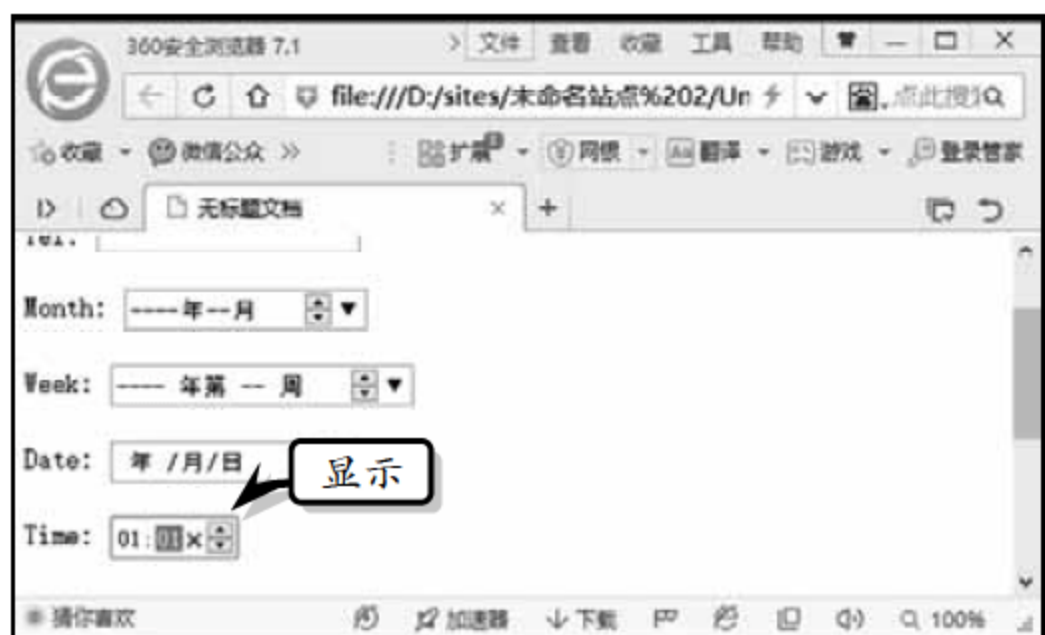 360安全浏览器 7.1 > 文件 查看 收藏 工具 帮助
file:///D:/sites/未命名站点%202/Un 点此搜
收藏 微信公众 >> 扩展 网银 翻译 游戏 登录管家
无标题文档
Tel:
Month: ----年--月
Week: ---- 年第 -- 周
Date: 年 /月/日
显示
Time: 01:01
猜你喜欢 加速器 下载 100%